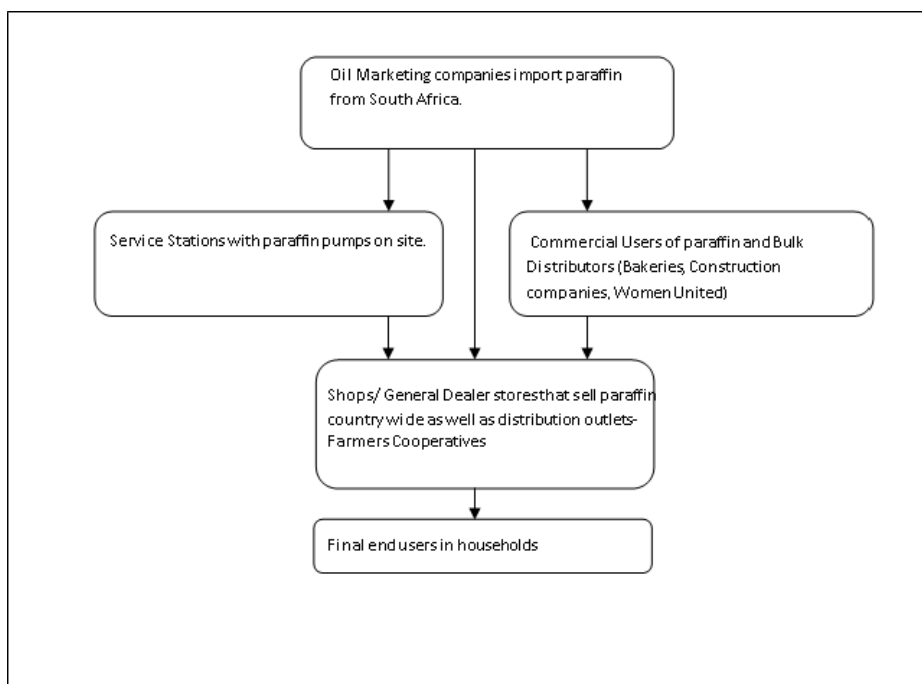 Oil Marketing companies import paraffin
from South Africa.
Service Stations with paraffin pumps on site.
Commercial Users of paraffin and Bulk
Distributors (Bakeries, Construction
companies, Women United)
Shops/ General Dealer stores that sell paraffin
country wide as well as distribution outlets-
Farmers Cooperatives
Final end users in households